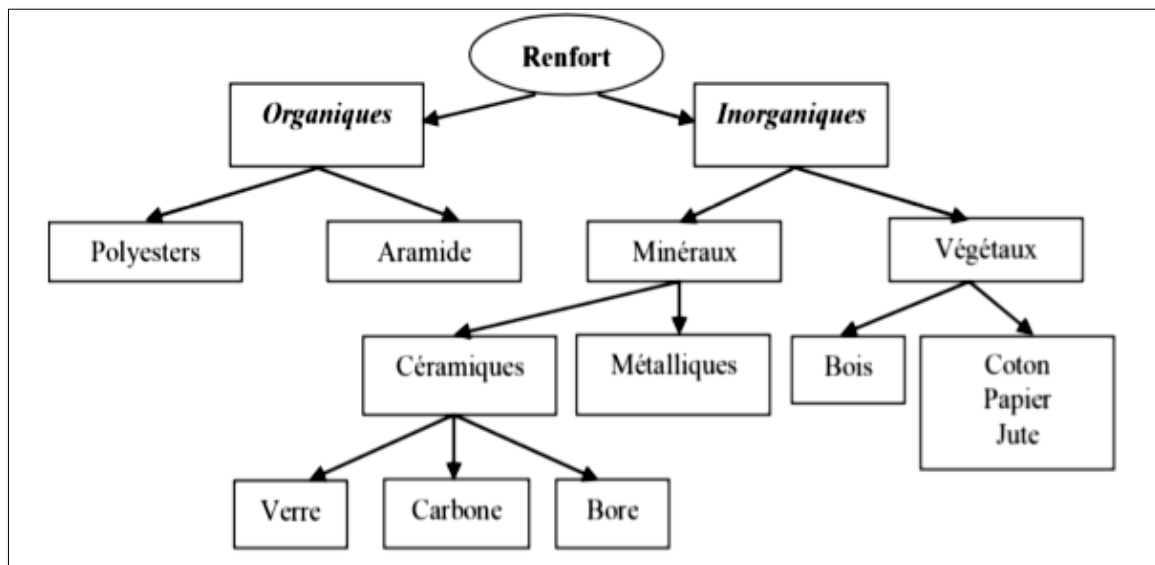 Renfort
Organiques
Inorganiques
Polyesters
Aramide
Minéraux
Végétaux
Céramiques
Métalliques
Bois
Coton
Papier
Jute
Verre
Carbone
Bore